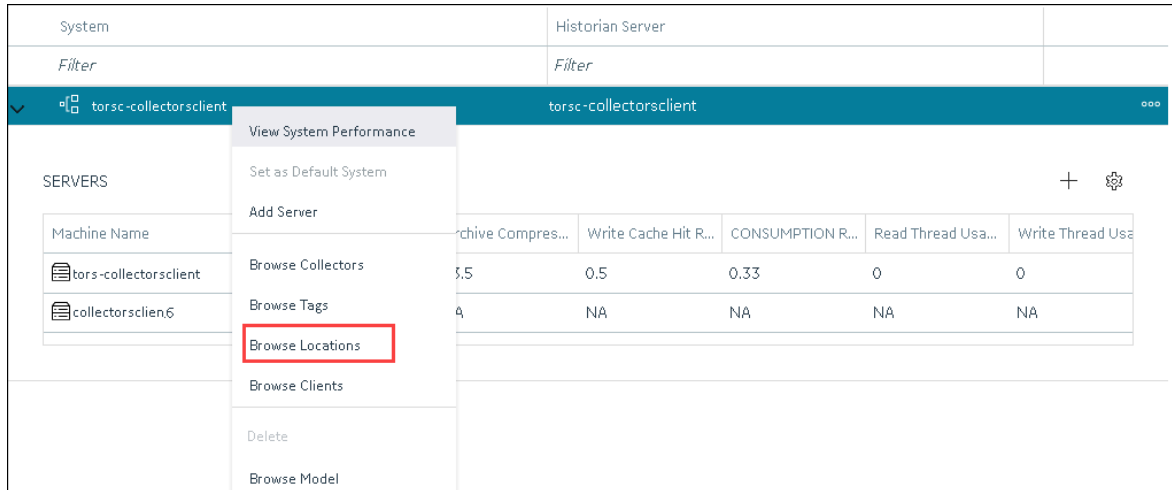 System Historian Server
Filter Filter
torsc-collectorsclient torsc-collectorsclient
View System Performance
Set as Default System
SERVERS
Add Server
Machine Name rchive Compres... Write Cache Hit R... CONSUMPTION R... Read Thread Usa... Write Thread Usa
Browse Collectors
tors-collectorsclient 3.5 0.5 0.33 0 0
Browse Tags
collectorsclien,6 A NA NA NA NA
Browse Locations
Browse Clients
Delete
Browse Model